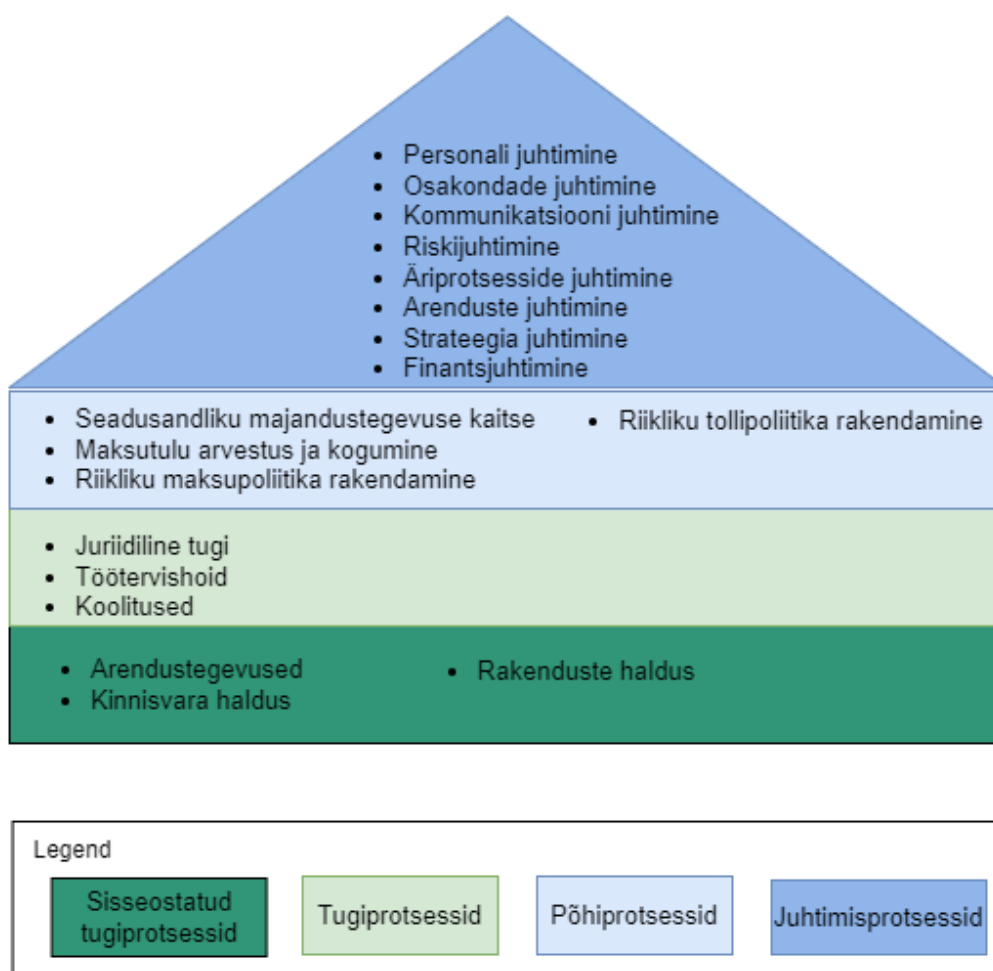 • Personali juhtimine
• Osakondade juhtimine
• Kommunikatsiooni juhtimine
• Riskijuhtimine
• Äriprotsesside juhtimine
• Arenduste juhtimine
• Strateegia juhtimine
• Finantsjuhtimine
• Seadusandliku majandustegevuse kaitse
• Maksutulu arvestus ja kogumine
• Riikliku maksupoliitika rakendamine
• Riikliku tollipoliitika rakendamine
• Juriidiline tugi
• Töötervishoid
• Koolitused
• Arendustegevused
• Kinnisvara haldus
• Rakenduste haldus
Legend
Sisseostatud
tugiprotsessid
Tugiprotsessid
Põhiprotsessid
Juhtimisprotsessid